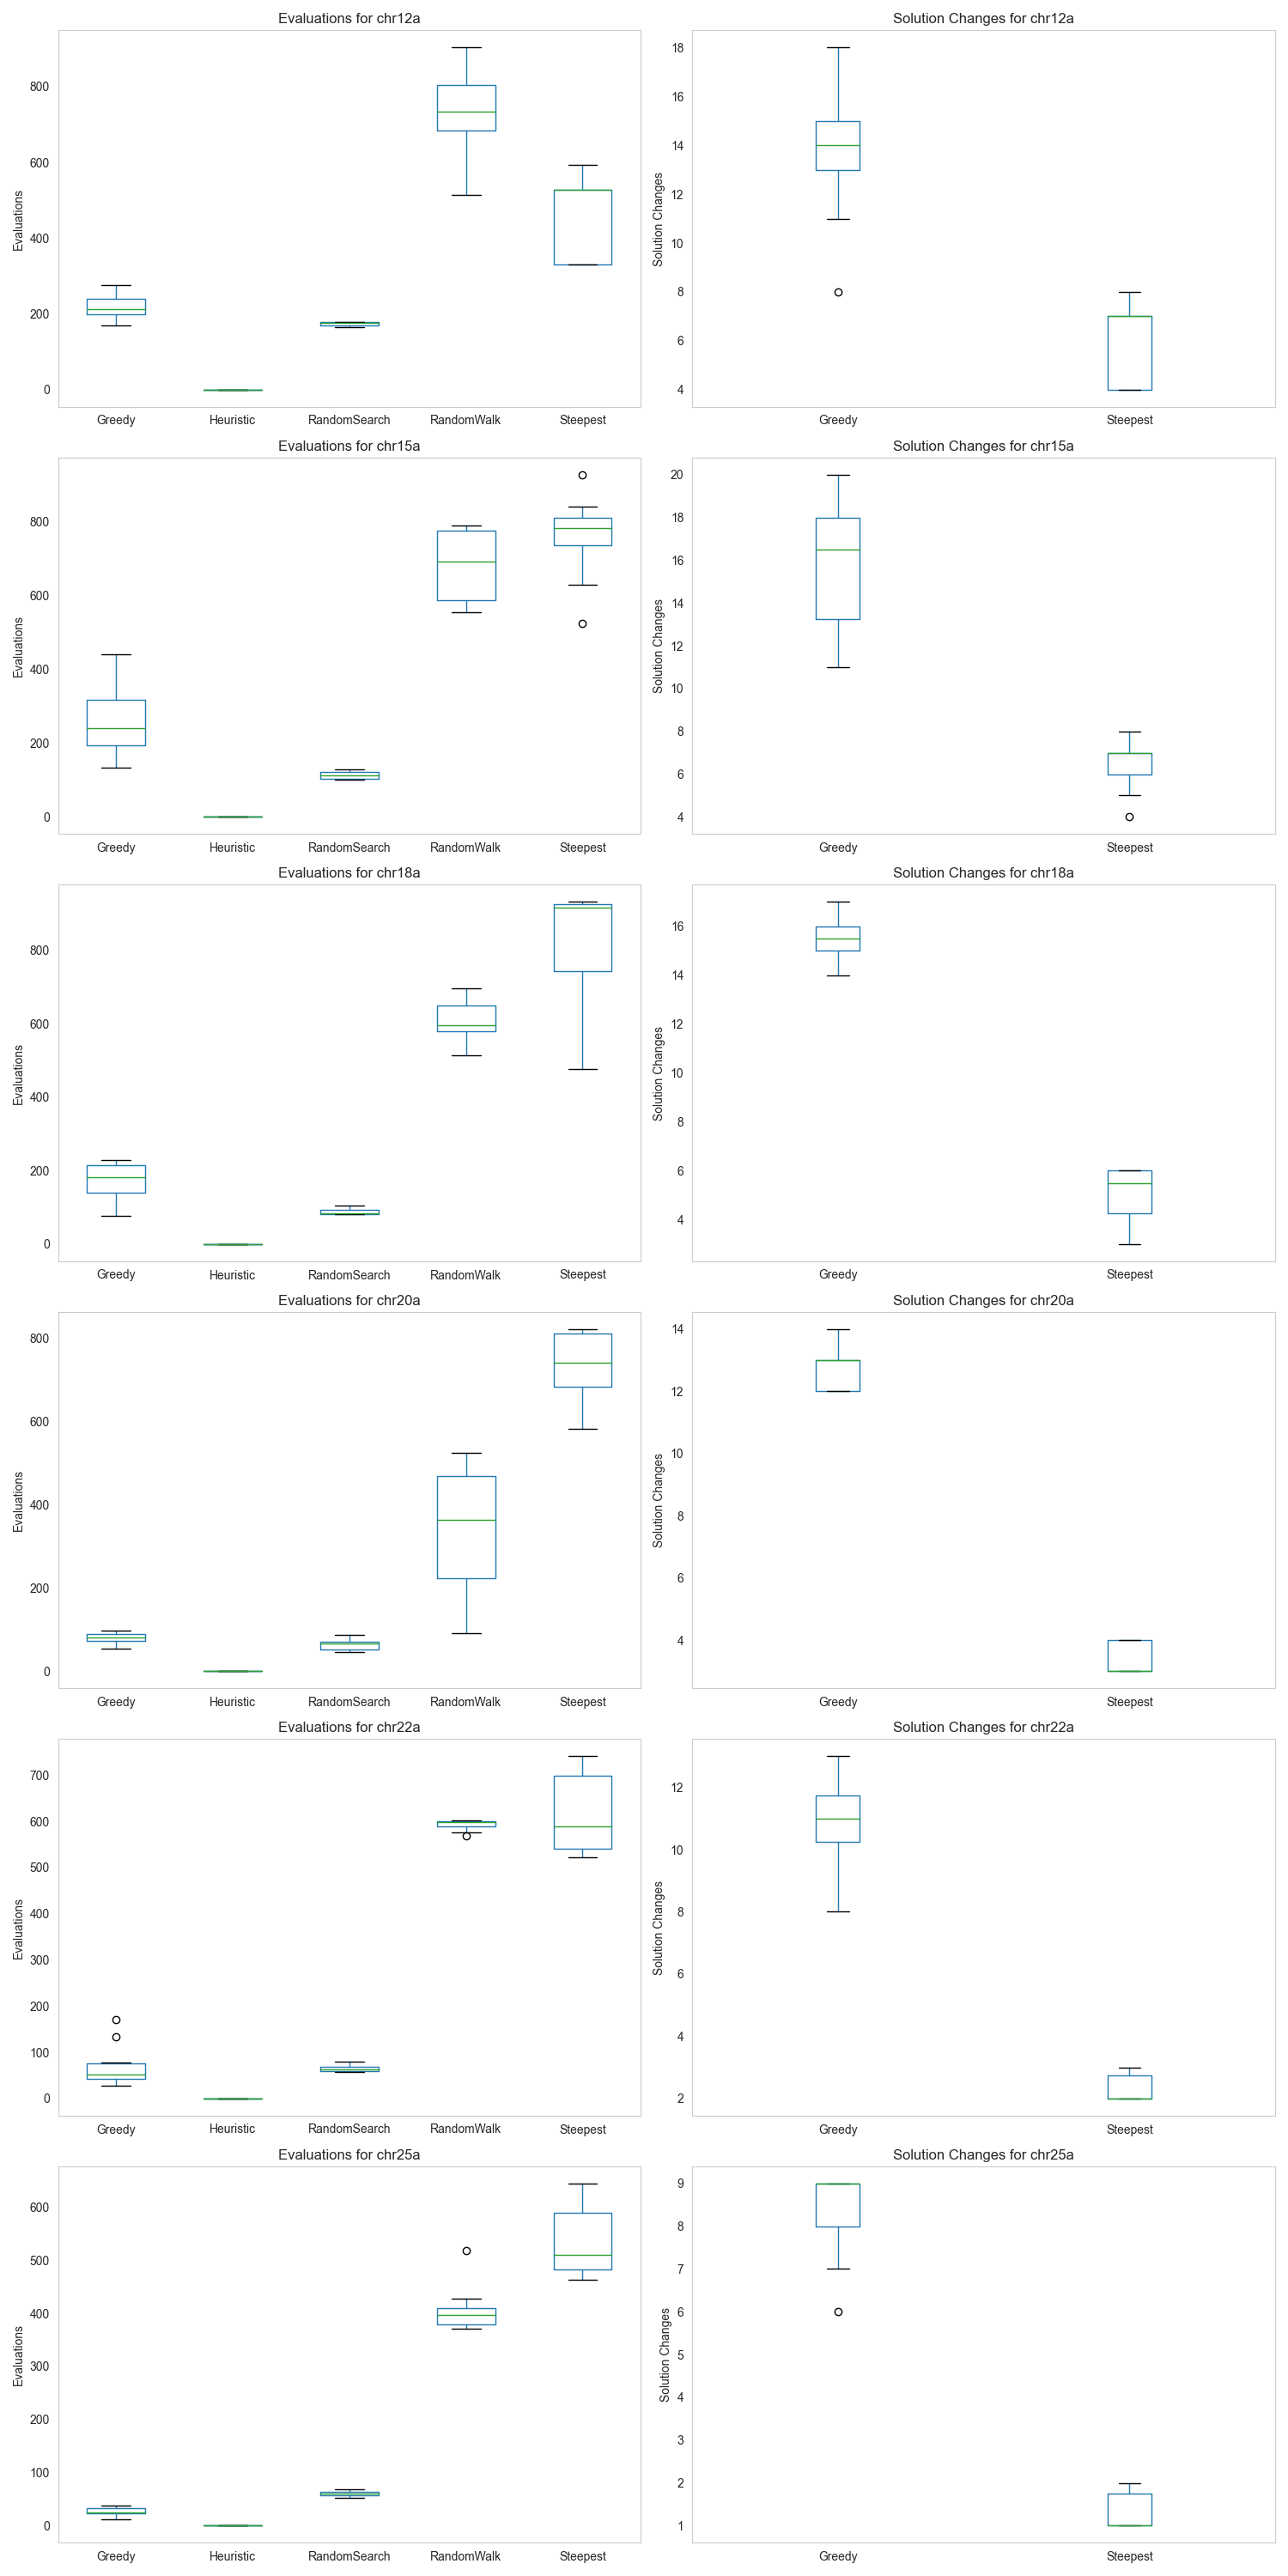 Evaluations for chr12a
Evaluations
800
600
400
200
0
Greedy Heuristic RandomSearch RandomWalk Steepest
Solution Changes for chr12a
Solution Changes
18
16
14
12
10
8
6
4
Greedy Steepest
Evaluations for chr15a
Evaluations
800
600
400
200
0
Greedy Heuristic RandomSearch RandomWalk Steepest
Solution Changes for chr15a
Solution Changes
20
18
16
14
12
10
8
6
4
Greedy Steepest
Evaluations for chr18a
Evaluations
800
600
400
200
0
Greedy Heuristic RandomSearch RandomWalk Steepest
Solution Changes for chr18a
Solution Changes
16
14
12
10
8
6
4
Greedy Steepest
Evaluations for chr20a
Evaluations
800
600
400
200
0
Greedy Heuristic RandomSearch RandomWalk Steepest
Solution Changes for chr20a
Solution Changes
14
12
10
8
6
4
Greedy Steepest
Evaluations for chr22a
Evaluations
700
600
500
400
300
200
100
0
Greedy Heuristic RandomSearch RandomWalk Steepest
Solution Changes for chr22a
Solution Changes
12
10
8
6
4
2
Greedy Steepest
Evaluations for chr25a
Evaluations
600
500
400
300
200
100
0
Greedy Heuristic RandomSearch RandomWalk Steepest
Solution Changes for chr25a
Solution Changes
9
8
7
6
5
4
3
2
1
Greedy Steepest